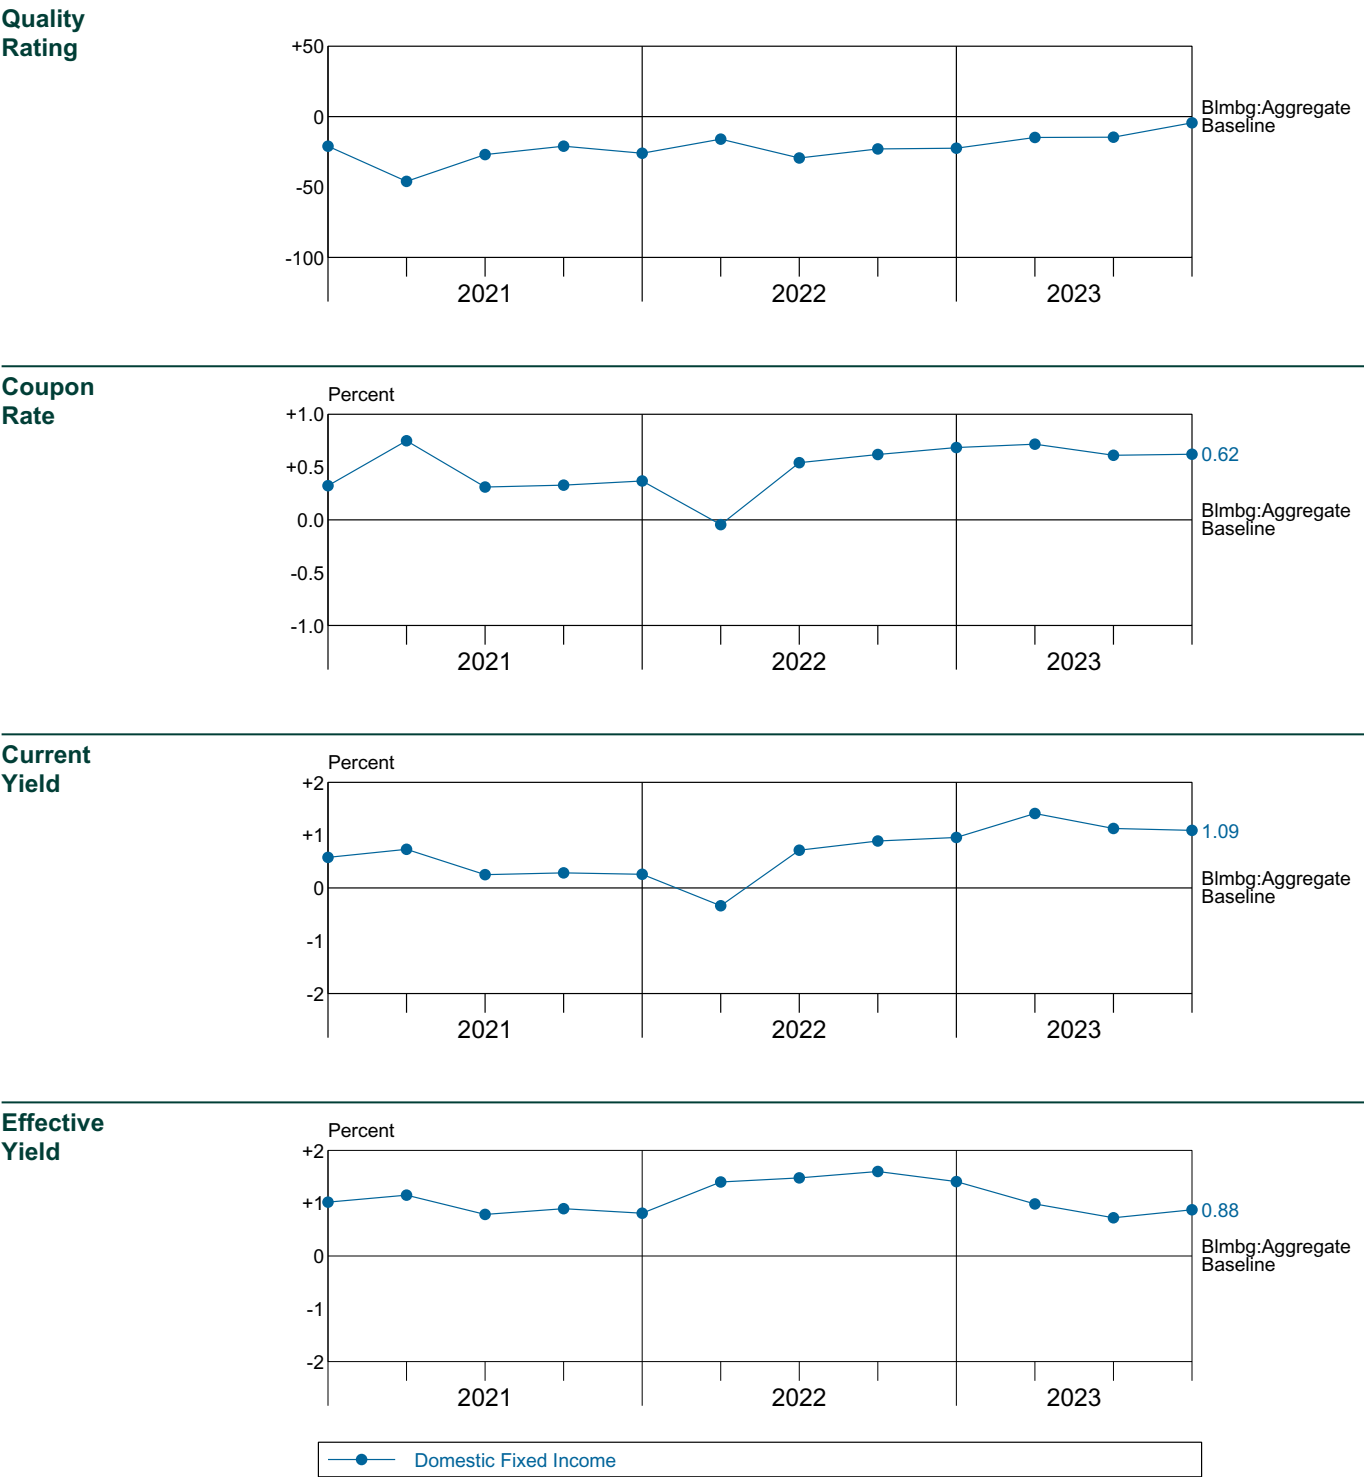 Quality
Rating
+50
0
-50
-100
Blmbg:Aggregate
Baseline
2021
2022
2023
Coupon
Rate
Percent
+1.0
+0.5
0.0
-0.5
-1.0
0.62
Blmbg:Aggregate
Baseline
2021
2022
2023
Current
Yield
Percent
+2
+1
0
-1
-2
1.09
Blmbg:Aggregate
Baseline
2021
2022
2023
Effective
Yield
Percent
+2
+1
0
-1
-2
0.88
Blmbg:Aggregate
Baseline
2021
2022
2023
Domestic Fixed Income